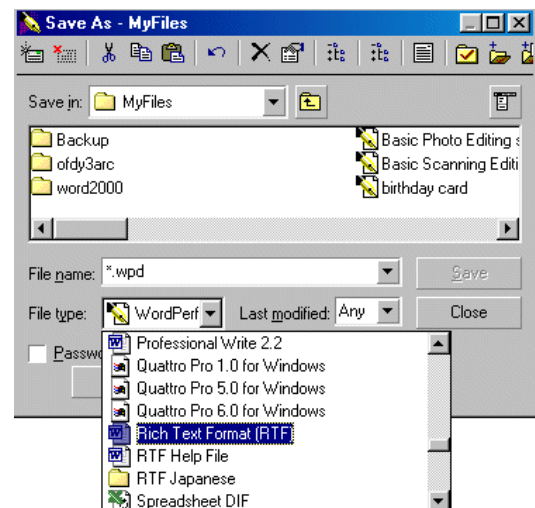 Save As - MyFiles
Save in: MyFiles
Backup
ofdy3arc
word2000
Basic Photo Editing
Basic Scanning Editi
birthday card
File name: *.wpd
Save
File type: WordPerf
Last modified: Any
Close
Passw
Professional Write 2.2
Quattro Pro 1.0 for Windows
Quattro Pro 5.0 for Windows
Quattro Pro 6.0 for Windows
Rich Text Format (RTF)
RTF Help File
RTF Japanese
Spreadsheet DIF